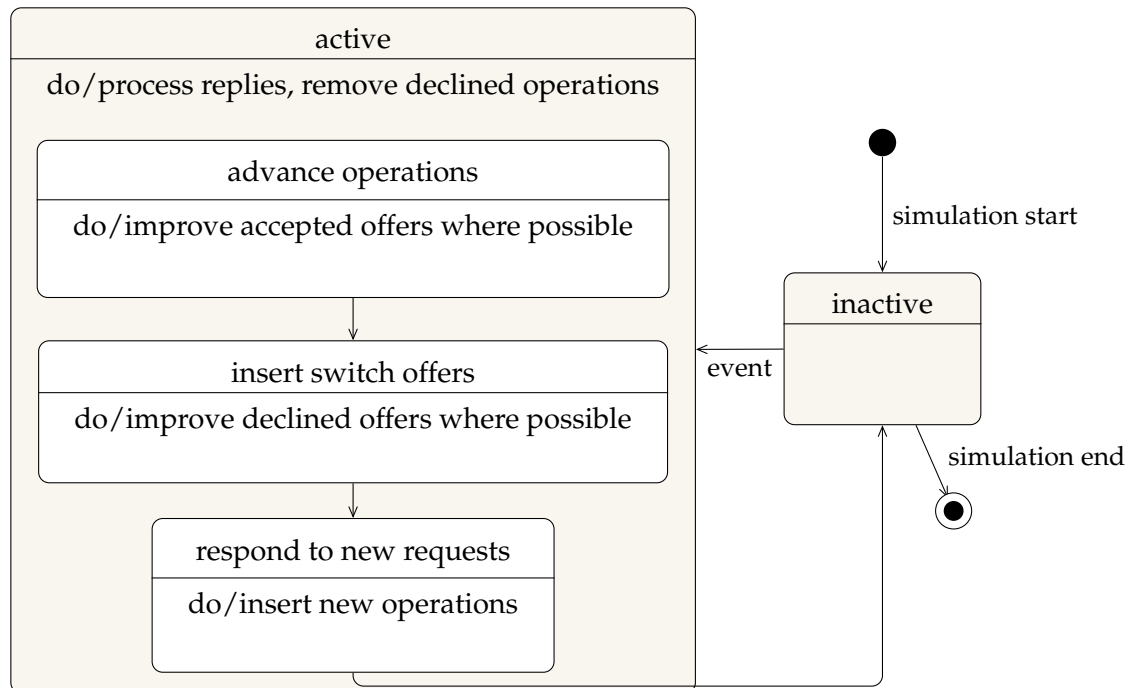 active
do/process replies, remove declined operations
advance operations
do/improve accepted offers where possible
insert switch offers
do/improve declined offers where possible
respond to new requests
do/insert new operations
simulation start
inactive
event
simulation end